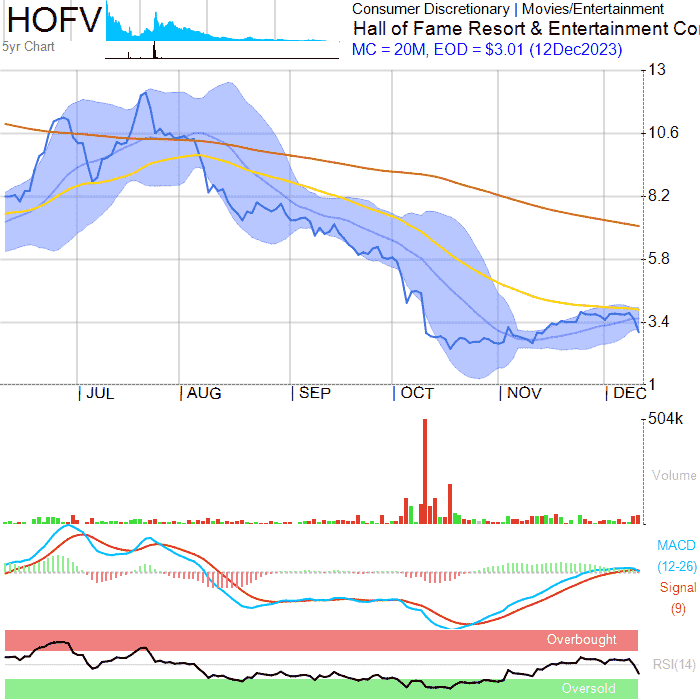 HOFV
5yr Chart
Consumer Discretionary | Movies/Entertainment
Hall of Fame Resort & Entertainment Co
MC = 20M, EOD = $3.01 (12Dec2023)
13
10.6
8.2
5.8
3.4
1
JUL AUG SEP OCT NOV DEC
504k
Volume
MACD
(12-26)
Signal
(9)
Overbought
RSI(14)
Oversold